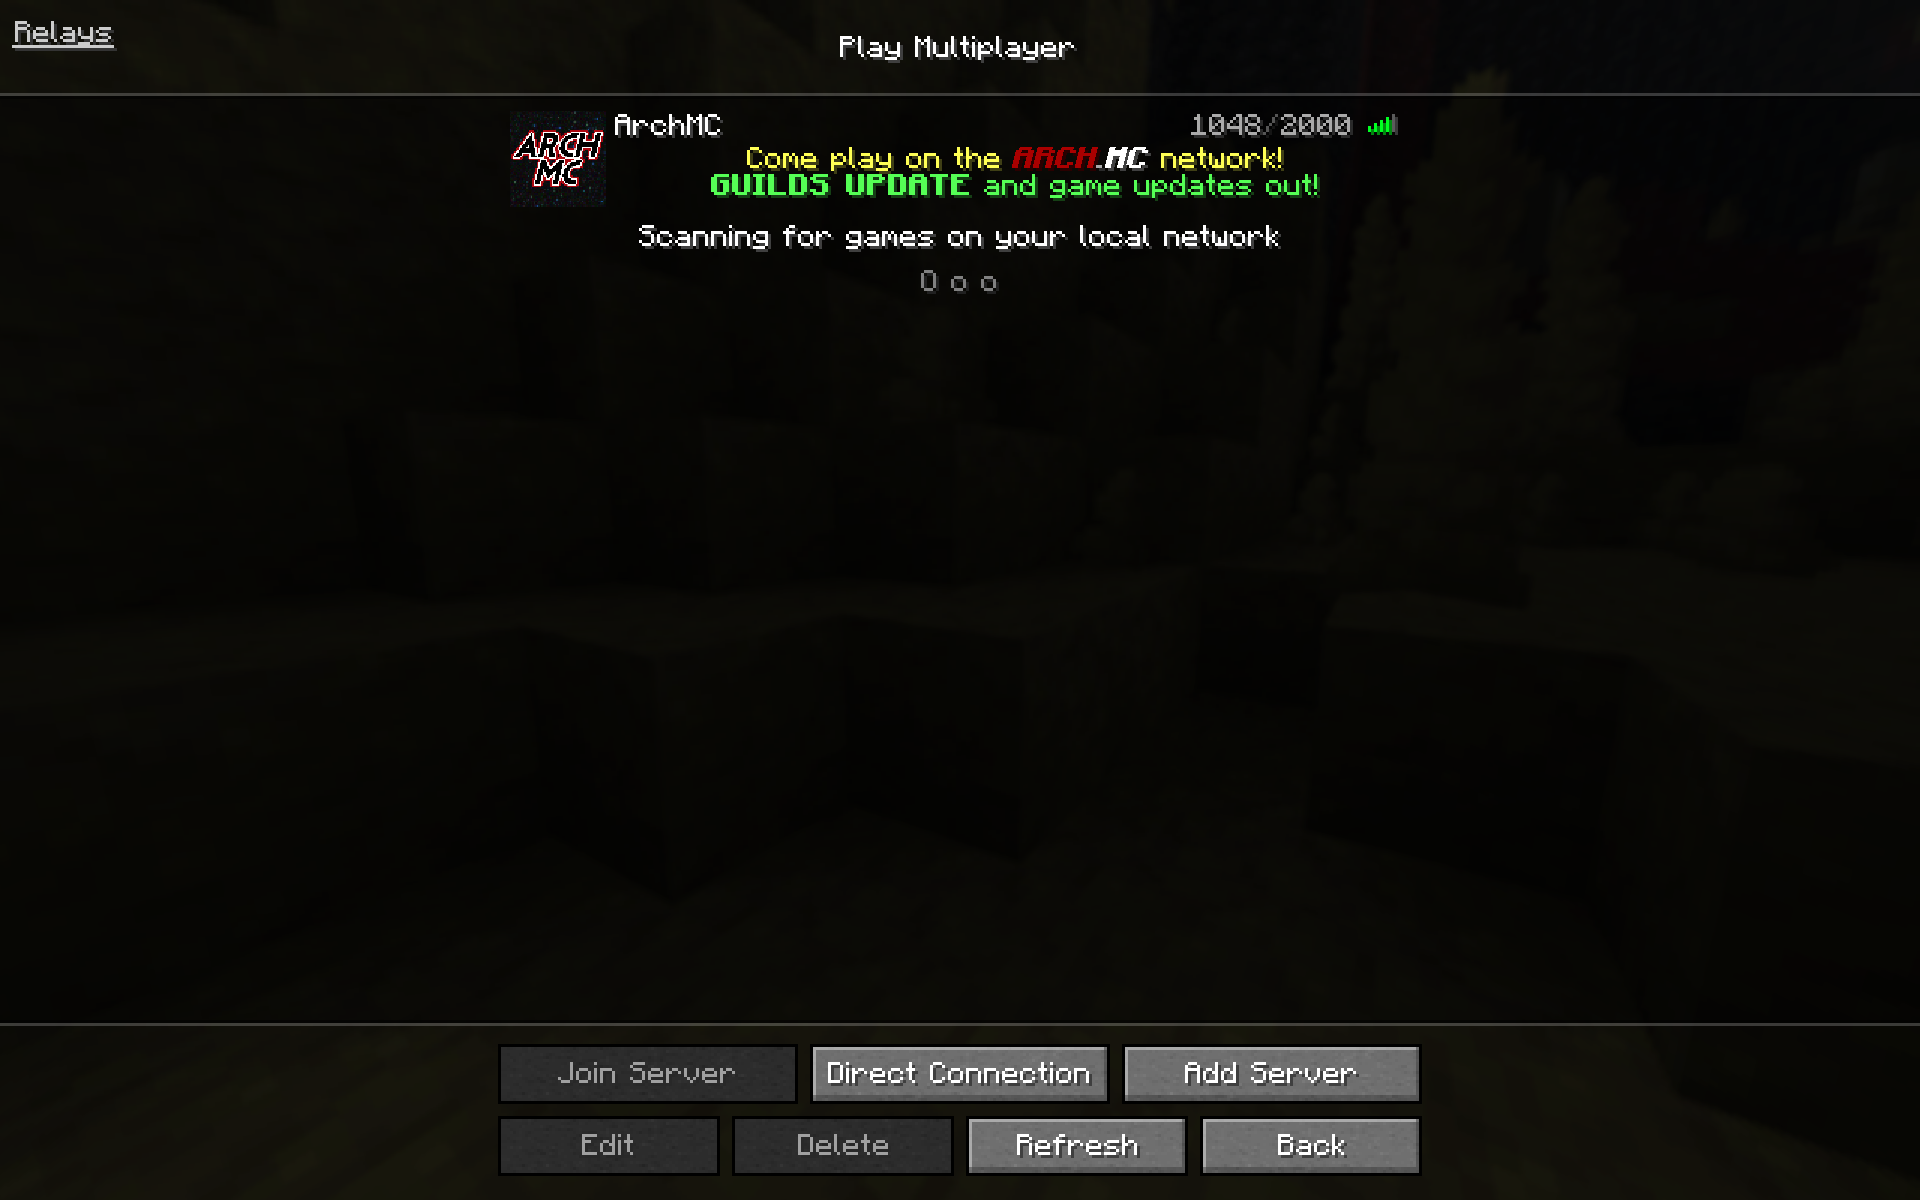 Relays
Play Multiplayer
ARCH
MC
ArchMC
1048/2000
Come play on the ARCH.MC network!
GUILDS UPDATE and game updates out!
Scanning for games on your local network
O o o
Join Server
Direct Connection
Add Server
Edit
Delete
Refresh
Back